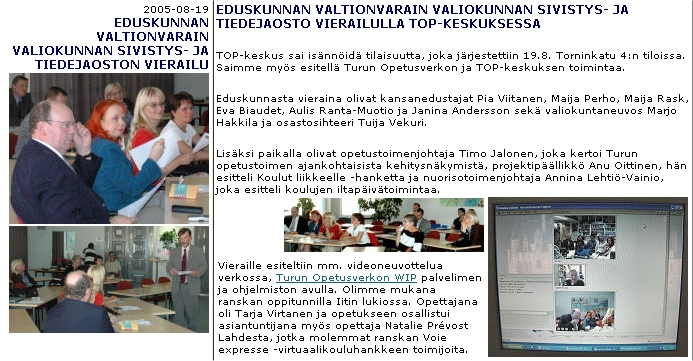 2005-08-19
EDUSKUNNAN
VALTIONVARAIN
VALIOKUNNAN SIVISTYS- JA
TIEDEJAOSTON VIERAILU
EDUSKUNNAN VALTIONVARAIN VALIOKUNNAN SIVISTYS- JA
TIEDEJAOSTO VIERAILULLA TOP-KESKUKSESSA
TOP-keskus sai isännöidä tilaisuutta, joka järjestettiin 19.8. Torninkatu 4:n tiloissa.
Saimme myös esitellä Turun Opetusverkon ja TOP-keskuksen toimintaa.
Eduskunnasta vieraina olivat kansanedustajat Pia Viitanen, Maija Perho, Maija Rask,
Eva Biaudet, Aulis Ranta-Muotio ja Janina Andersson sekä valiokuntaneuvos Marjo
Hakkila ja osastosihteeri Tuija Vekuri.
Lisäksi paikalla olivat opetustoimenjohtaja Timo Jalonen, joka kertoi Turun
opetustoimen ajankohtaisista kehitysnäkymistä, projektipäällikkö Anu Oittinen, hän
esitteli Koulut liikkeelle -hanketta ja nuorisotoimenjohtaja Annina Lehtiö-Vainio,
joka esitteli koulujen iltapäivätoimintaa.
Vieraille esiteltiin mm. videoneuvottelua
verkossa, Turun Opetusverkon WIP palvelimen
ja ohjelmiston avulla. Olimme mukana
ranskan oppitunnilla Iitin lukiossa. Opettajana
oli Tarja Virtanen ja opetukseen osallistui
asiantuntijana myös opettaja Natalie Prévost
Lahdesta, jotka molemmat ranskan Voie
expresse -virtuaalikouluhankkeen toimijoita.